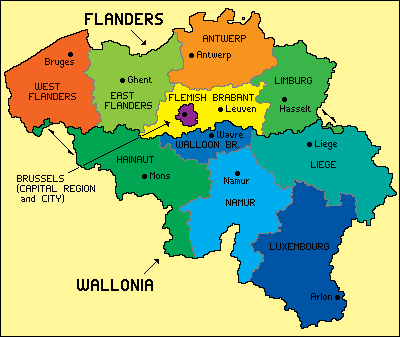 FLANDERS
ANTWERP
Bruges
Antwerp
Ghent
LIMBURG
WEST
FLANDERS
EAST
FLANDERS
FLEMISH BRABANT
Leuven
Hasselt
Wavre
WALLOON BR.
Liege
LIEGE
HAINAUT
Mons
Namur
NAMUR
BRUSSELS
(CAPITAL REGION
and CITY)
LUXEMBOURG
WALLONIA
Arlon